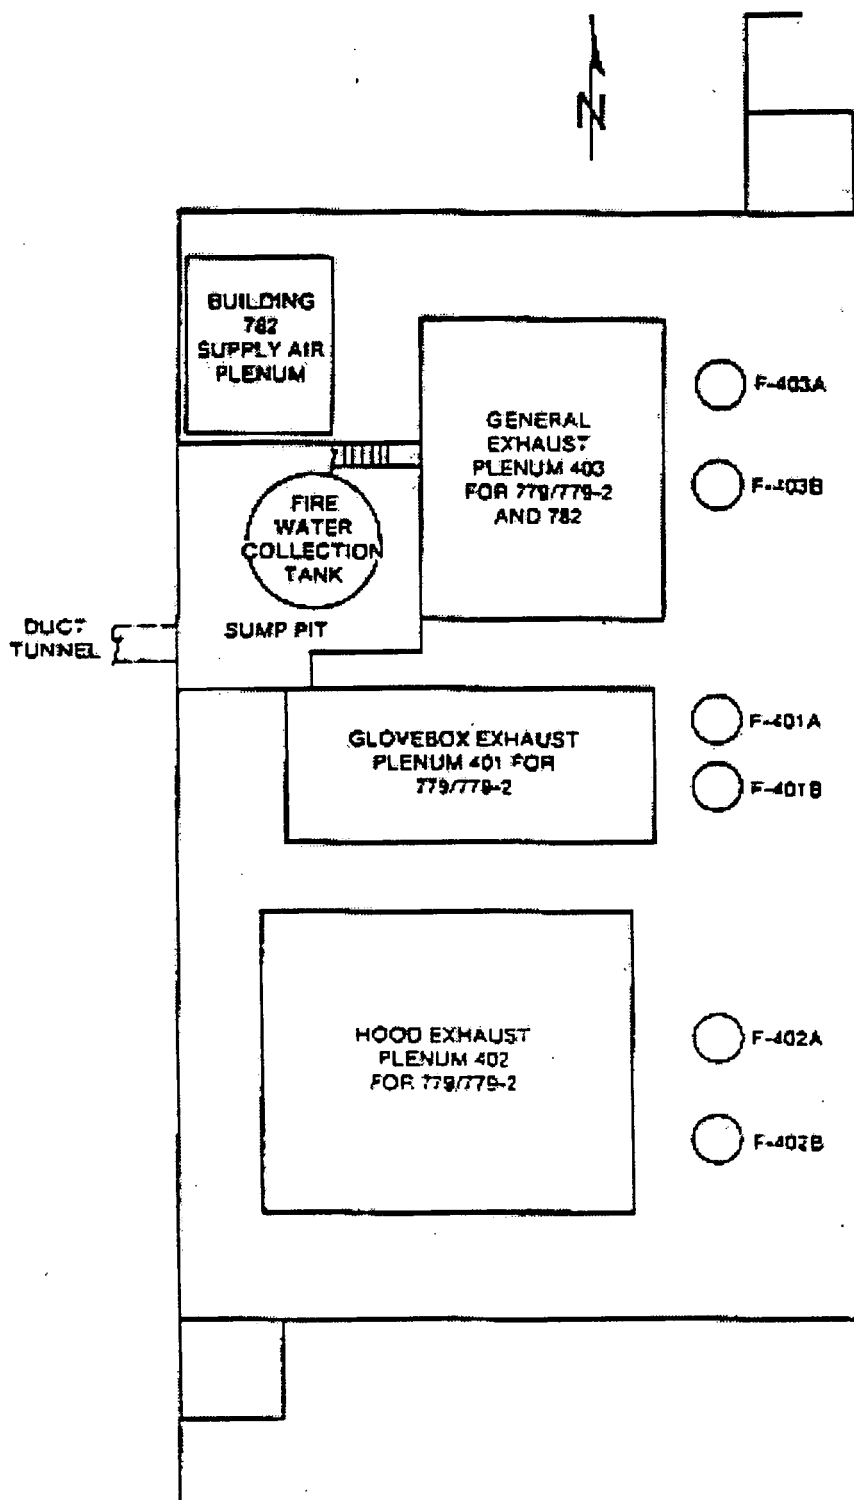 N
BUILDING
782
SUPPLY AIR
PLENUM
GENERAL
EXHAUST
PLENUM 403
FOR 779/779-2
AND 782
F-403A
F-403B
FIRE
WATER
COLLECTION
TANK
SUMP PIT
DUCT
TUNNEL
GLOVEBOX EXHAUST
PLENUM 401 FOR
779/779-2
F-401A
F-401B
HOOD EXHAUST
PLENUM 402
FOR 779/779-2
F-402A
F-402B